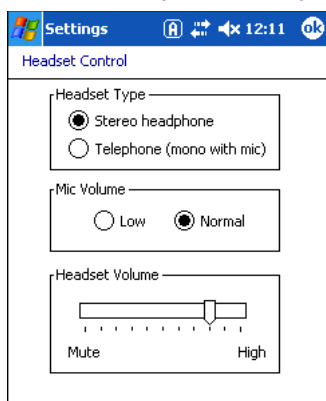 Settings A 12:11 ok
Headset Control
Headset Type
Stereo headphone
Telephone (mono with mic)
Mic Volume
Low Normal
Headset Volume
Mute High